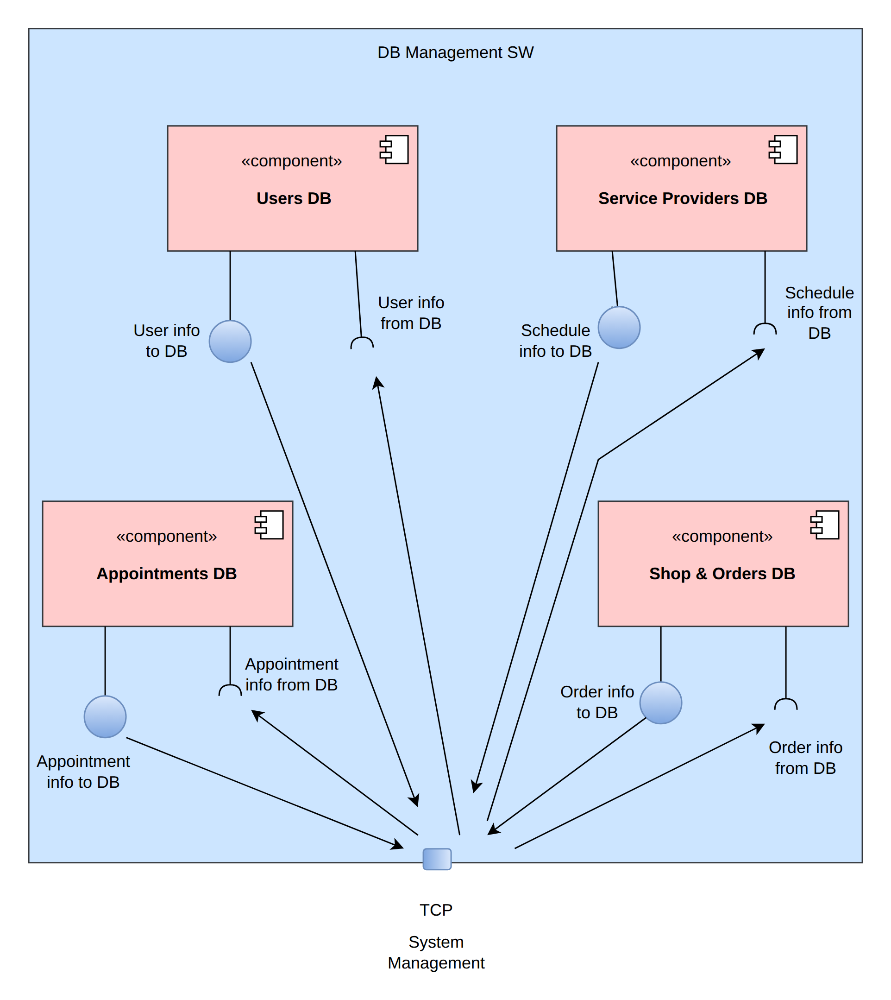 DB Management SW
«component»
Users DB
«component»
Service Providers DB
User info
from DB
User info
to DB
Schedule
info to DB
Schedule
info from
DB
«component»
Appointments DB
«component»
Shop & Orders DB
Appointment
info from DB
Appointment
info to DB
Order info
to DB
Order info
from DB
TCP
System
Management